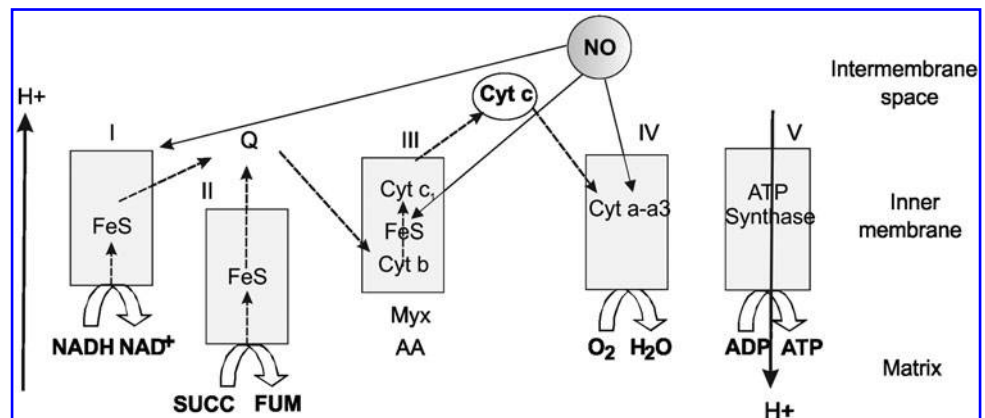 NO
Intermembrane
space
H+
Cyt c
I
Q
III
IV
V
II
Cyt c1
ATP
Synthase
Cyt a-a3
Inner
membrane
FeS
FeS
Cyt b
FeS
Myx
AA
NADH NAD+
O2 H2O
ADP ATP
Matrix
SUCC FUM
H+